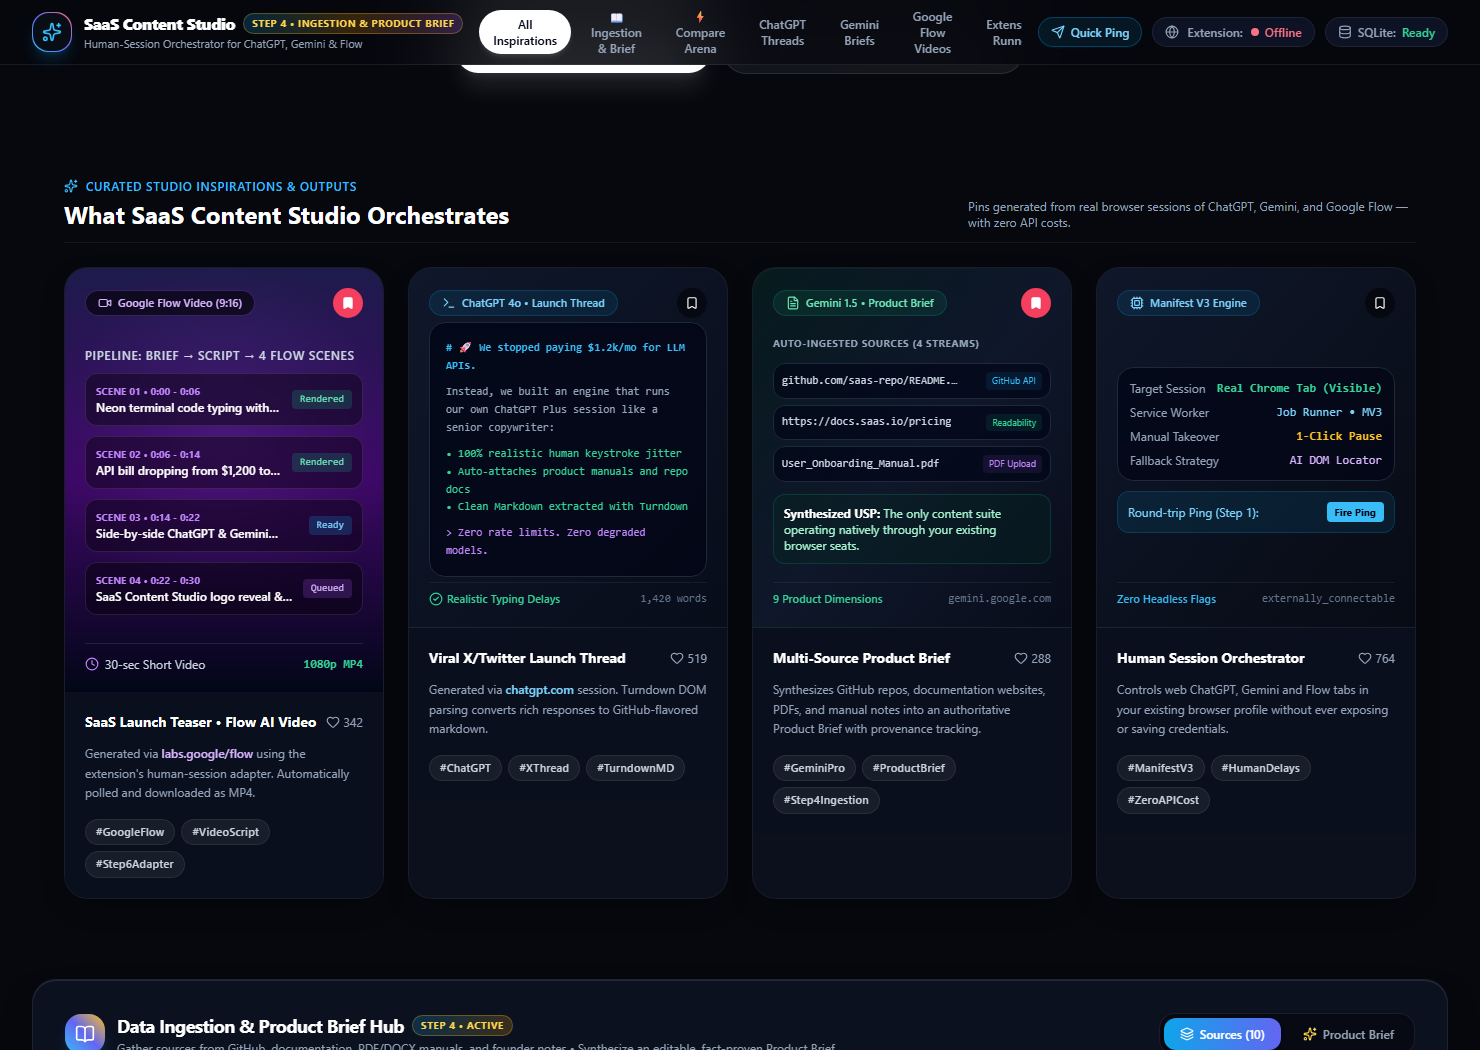 SaaS Content Studio
STEP 4 • INGESTION & PRODUCT BRIEF
Human-Session Orchestrator for ChatGPT, Gemini & Flow
All Inspirations
Ingestion & Brief
Compare Arena
ChatGPT Threads
Gemini Briefs
Google Flow Videos
Extens
Runn
Quick Ping
Extension: Offline
SQLite: Ready
CURATED STUDIO INSPIRATIONS & OUTPUTS
What SaaS Content Studio Orchestrates
Pins generated from real browser sessions of ChatGPT, Gemini, and Google Flow —
with zero API costs.
Google Flow Video (9:16)
PIPELINE: BRIEF → SCRIPT → 4 FLOW SCENES
SCENE 01 • 0:00 - 0:06
Neon terminal code typing with...
Rendered
SCENE 02 • 0:06 - 0:14
API bill dropping from $1,200 to...
Rendered
SCENE 03 • 0:14 - 0:22
Side-by-side ChatGPT & Gemini...
Ready
SCENE 04 • 0:22 - 0:30
SaaS Content Studio logo reveal &...
Queued
30-sec Short Video
1080p MP4
SaaS Launch Teaser • Flow AI Video
342
Generated via labs.google/flow using the
extension's human-session adapter. Automatically
polled and downloaded as MP4.
#GoogleFlow
#VideoScript
#Step6Adapter
ChatGPT 4o • Launch Thread
# 🚀 We stopped paying $1.2k/mo for LLM
APIs.
Instead, we built an engine that runs
our own ChatGPT Plus session like a
senior copywriter:
• 100% realistic human keystroke jitter
• Auto-attaches product manuals and repo
docs
• Clean Markdown extracted with Turndown
> Zero rate limits. Zero degraded
models.
Realistic Typing Delays
1,420 words
Viral X/Twitter Launch Thread
519
Generated via chatgpt.com session. Turndown DOM
parsing converts rich responses to GitHub-flavored
markdown.
#ChatGPT
#XThread
#TurndownMD
Gemini 1.5 • Product Brief
AUTO-INGESTED SOURCES (4 STREAMS)
github.com/saas-repo/README.…
GitHub API
https://docs.saas.io/pricing
Readability
User_Onboarding_Manual.pdf
PDF Upload
Synthesized USP: The only content suite
operating natively through your existing
browser seats.
9 Product Dimensions
gemini.google.com
Multi-Source Product Brief
288
Synthesizes GitHub repos, documentation websites,
PDFs, and manual notes into an authoritative
Product Brief with provenance tracking.
#GeminiPro
#ProductBrief
#Step4Ingestion
Manifest V3 Engine
Target Session
Real Chrome Tab (Visible)
Service Worker
Job Runner • MV3
Manual Takeover
1-Click Pause
Fallback Strategy
AI DOM Locator
Round-trip Ping (Step 1):
Fire Ping
Zero Headless Flags
externally_connectable
Human Session Orchestrator
764
Controls web ChatGPT, Gemini and Flow tabs in
your existing browser profile without ever exposing
or saving credentials.
#ManifestV3
#HumanDelays
#ZeroAPICost
Data Ingestion & Product Brief Hub
STEP 4 • ACTIVE
Gather sources from GitHub, documentation, PDF/DOCX manuals, and founder notes • Synthesize an editable, fact-proven Product Brief
Sources (10)
Product Brief